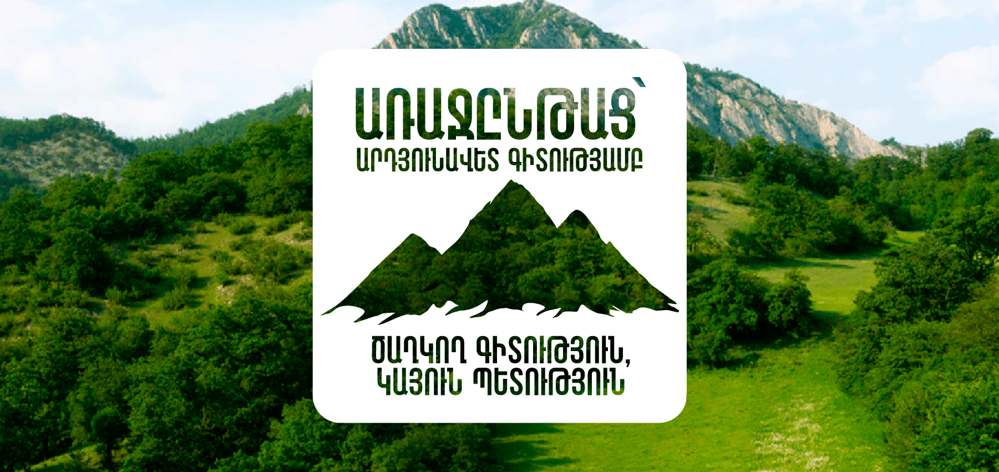 ԱՌԱՋԸՆԹԱՑ՝
ԱՐԴՅՈՒՆԱՎԵՏ ԳԻՏՈՒԹՅԱՄԲ
ԾԱՂԿՈՂ ԳԻՏՈՒԹՅՈՒՆ,
ԿԱՅՈՒՆ ՊԵՏՈՒԹՅՈՒՆ